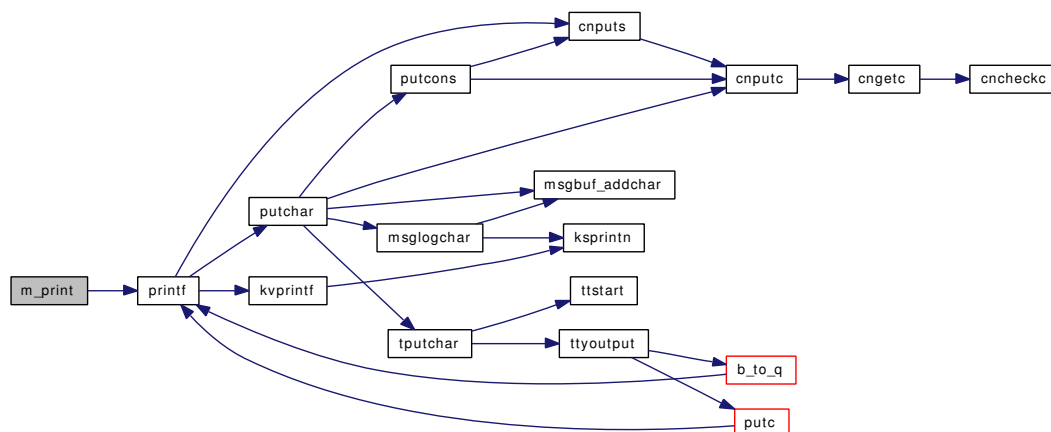 cnputs
putcons
cnputc
cngetc
cncheckc
msgbuf_addchar
putchar
msglogchar
ksprintn
m_print
printf
kvprintf
ttstart
tputchar
ttyoutput
b_to_q
putc